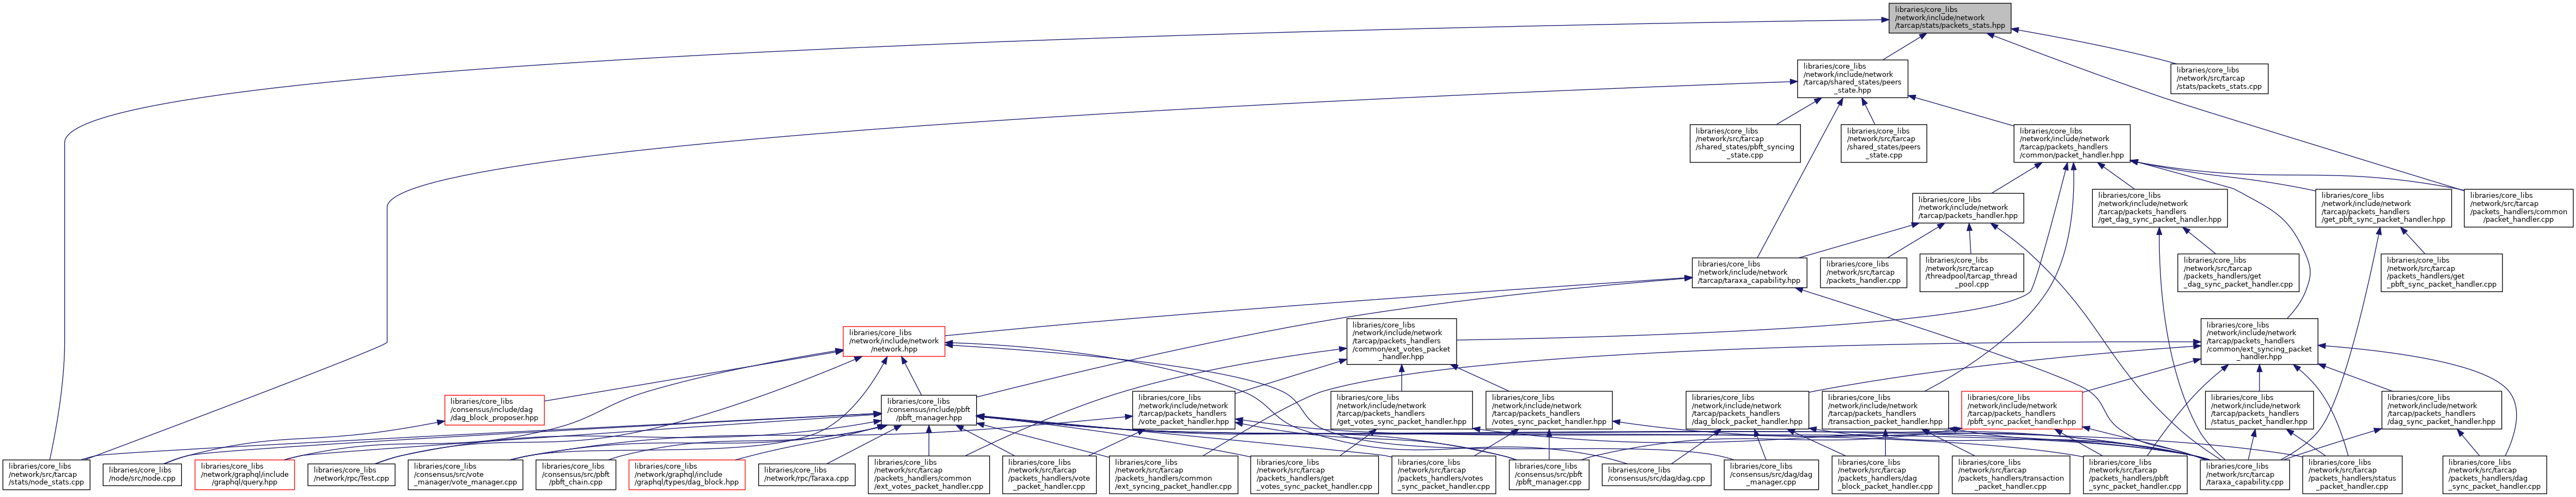 libraries/core_libs
/network/include/network
/tarcap/stats/packets_stats.hpp
libraries/core_libs
/network/include/network
/tarcap/shared_states/peers
_state.hpp
libraries/core_libs
/network/src/tarcap
/stats/packets_stats.cpp
libraries/core_libs
/network/src/tarcap
/shared_states/pbft_syncing
_state.cpp
libraries/core_libs
/network/src/tarcap
/shared_states/peers
_state.cpp
libraries/core_libs
/network/include/network
/tarcap/packets_handlers
/common/packet_handler.hpp
libraries/core_libs
/network/include/network
/tarcap/packets_handler.hpp
libraries/core_libs
/network/include/network
/tarcap/packets_handlers
/get_dag_sync_packet_handler.hpp
libraries/core_libs
/network/include/network
/tarcap/packets_handlers
/get_pbft_sync_packet_handler.hpp
libraries/core_libs
/network/src/tarcap
/packets_handlers/common
/packet_handler.cpp
libraries/core_libs
/network/include/network
/tarcap/taraxa_capability.hpp
libraries/core_libs
/network/src/tarcap
/packets_handler.cpp
libraries/core_libs
/network/src/tarcap
/threadpool/tarcap_thread
_pool.cpp
libraries/core_libs
/network/src/tarcap
/packets_handlers/get
_dag_sync_packet_handler.cpp
libraries/core_libs
/network/src/tarcap
/packets_handlers/get
_pbft_sync_packet_handler.cpp
libraries/core_libs
/network/include/network
/network.hpp
libraries/core_libs
/network/include/network
/tarcap/packets_handlers
/common/ext_votes_packet
_handler.hpp
libraries/core_libs
/network/include/network
/tarcap/packets_handlers
/common/ext_syncing_packet
_handler.hpp
libraries/core_libs
/consensus/include/dag
/dag_block_proposer.hpp
libraries/core_libs
/consensus/include/pbft
/pbft_manager.hpp
libraries/core_libs
/network/include/network
/tarcap/packets_handlers
/vote_packet_handler.hpp
libraries/core_libs
/network/include/network
/tarcap/packets_handlers
/get_votes_sync_packet_handler.hpp
libraries/core_libs
/network/include/network
/tarcap/packets_handlers
/votes_sync_packet_handler.hpp
libraries/core_libs
/network/include/network
/tarcap/packets_handlers
/dag_block_packet_handler.hpp
libraries/core_libs
/network/include/network
/tarcap/packets_handlers
/transaction_packet_handler.hpp
libraries/core_libs
/network/include/network
/tarcap/packets_handlers
/pbft_sync_packet_handler.hpp
libraries/core_libs
/network/include/network
/tarcap/packets_handlers
/status_packet_handler.hpp
libraries/core_libs
/network/include/network
/tarcap/packets_handlers
/dag_sync_packet_handler.hpp
libraries/core_libs
/network/src/tarcap
/stats/node_stats.cpp
libraries/core_libs
/node/src/node.cpp
libraries/core_libs
/network/graphql/include
/graphql/query.hpp
libraries/core_libs
/network/rpc/Test.cpp
libraries/core_libs
/consensus/src/vote
_manager/vote_manager.cpp
libraries/core_libs
/consensus/src/pbft
/pbft_chain.cpp
libraries/core_libs
/network/graphql/include
/graphql/types/dag_block.hpp
libraries/core_libs
/network/rpc/Taraxa.cpp
libraries/core_libs
/network/src/tarcap
/packets_handlers/common
/ext_votes_packet_handler.cpp
libraries/core_libs
/network/src/tarcap
/packets_handlers/vote
_packet_handler.cpp
libraries/core_libs
/network/src/tarcap
/packets_handlers/common
/ext_syncing_packet_handler.cpp
libraries/core_libs
/network/src/tarcap
/packets_handlers/get
_votes_sync_packet_handler.cpp
libraries/core_libs
/network/src/tarcap
/packets_handlers/votes
_sync_packet_handler.cpp
libraries/core_libs
/consensus/src/pbft
/pbft_manager.cpp
libraries/core_libs
/consensus/src/dag/dag.cpp
libraries/core_libs
/consensus/src/dag/dag
_manager.cpp
libraries/core_libs
/network/src/tarcap
/packets_handlers/dag
_block_packet_handler.cpp
libraries/core_libs
/network/src/tarcap
/packets_handlers/transaction
_packet_handler.cpp
libraries/core_libs
/network/src/tarcap
/packets_handlers/pbft
_sync_packet_handler.cpp
libraries/core_libs
/network/src/tarcap
/taraxa_capability.cpp
libraries/core_libs
/network/src/tarcap
/packets_handlers/status
_packet_handler.cpp
libraries/core_libs
/network/src/tarcap
/packets_handlers/dag
_sync_packet_handler.cpp